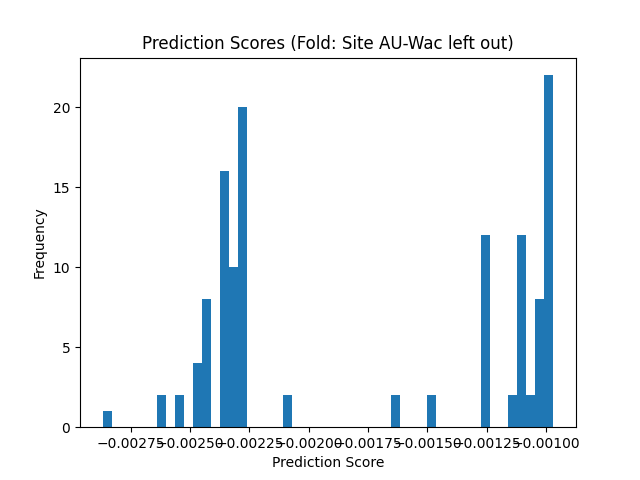 Prediction Scores (Fold: Site AU-Wac left out)
20
15
10
5
0
Frequency
−0.00275 −0.00250 −0.00225 −0.00200 −0.00175 −0.00150 −0.00125 −0.00100
Prediction Score